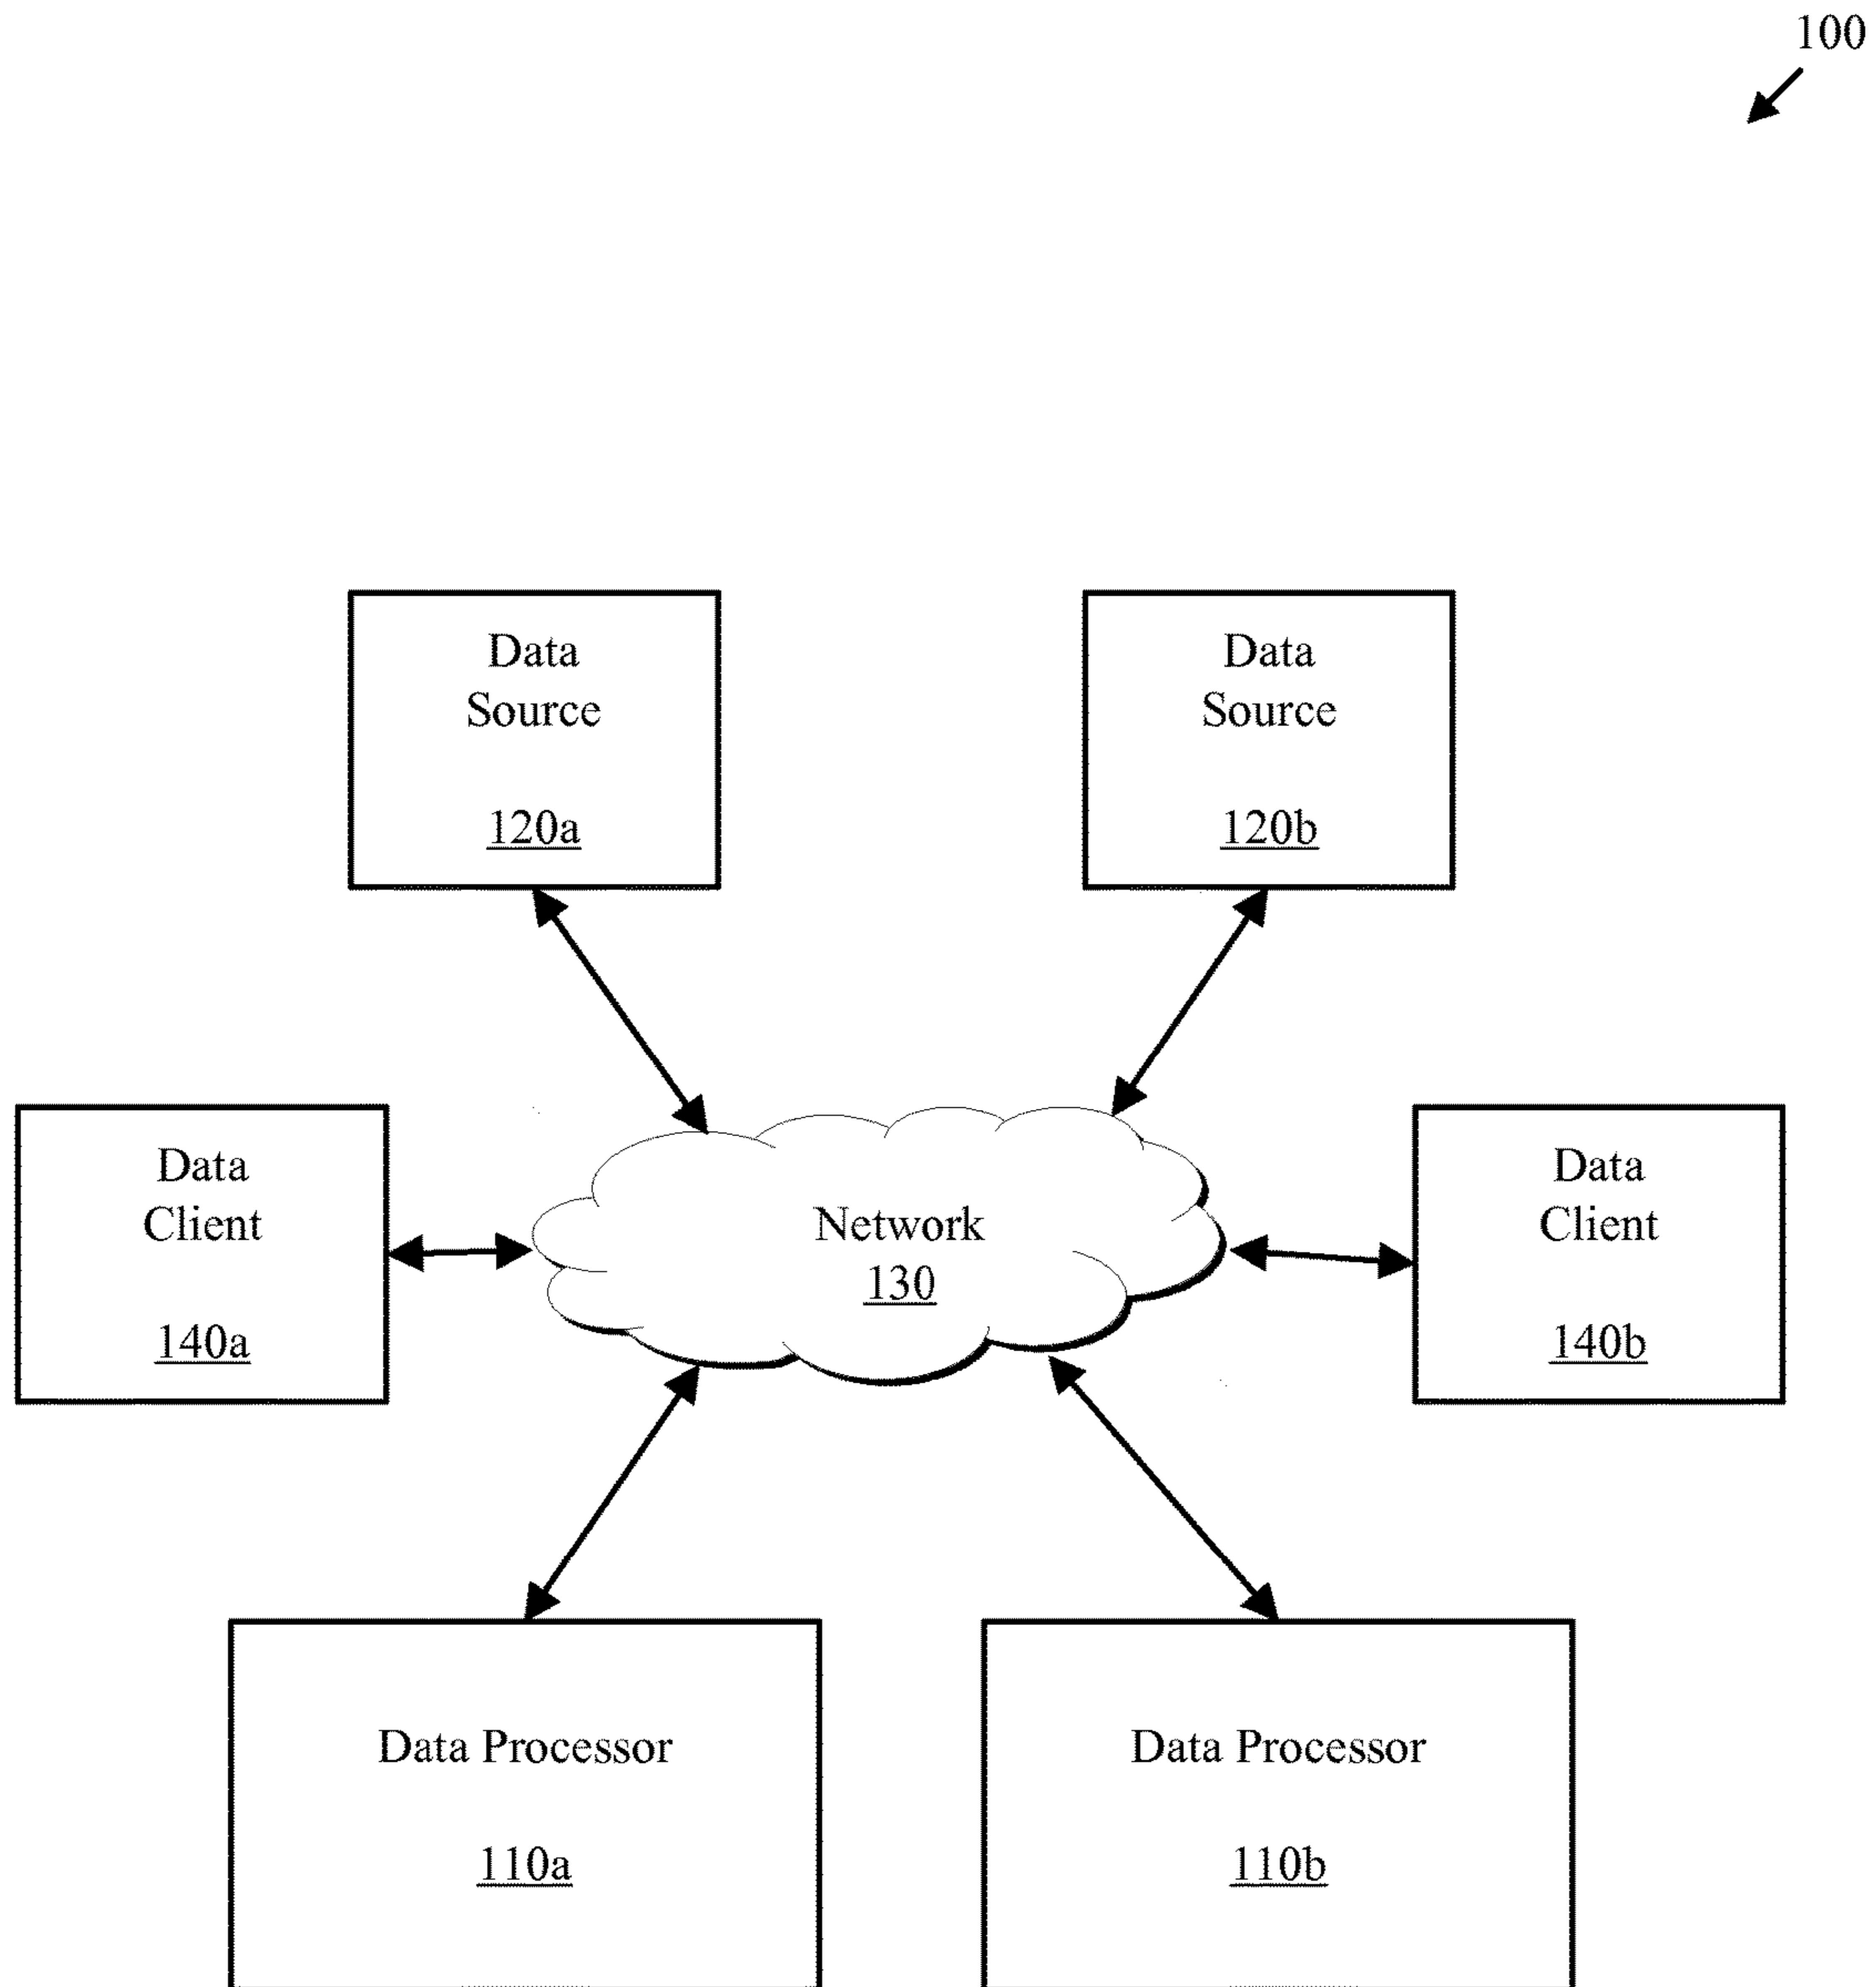 100
Data
Source
120a
Data
Source
120b
Data
Client
140a
Network
130
Data
Client
140b
Data Processor
110a
Data Processor
110b